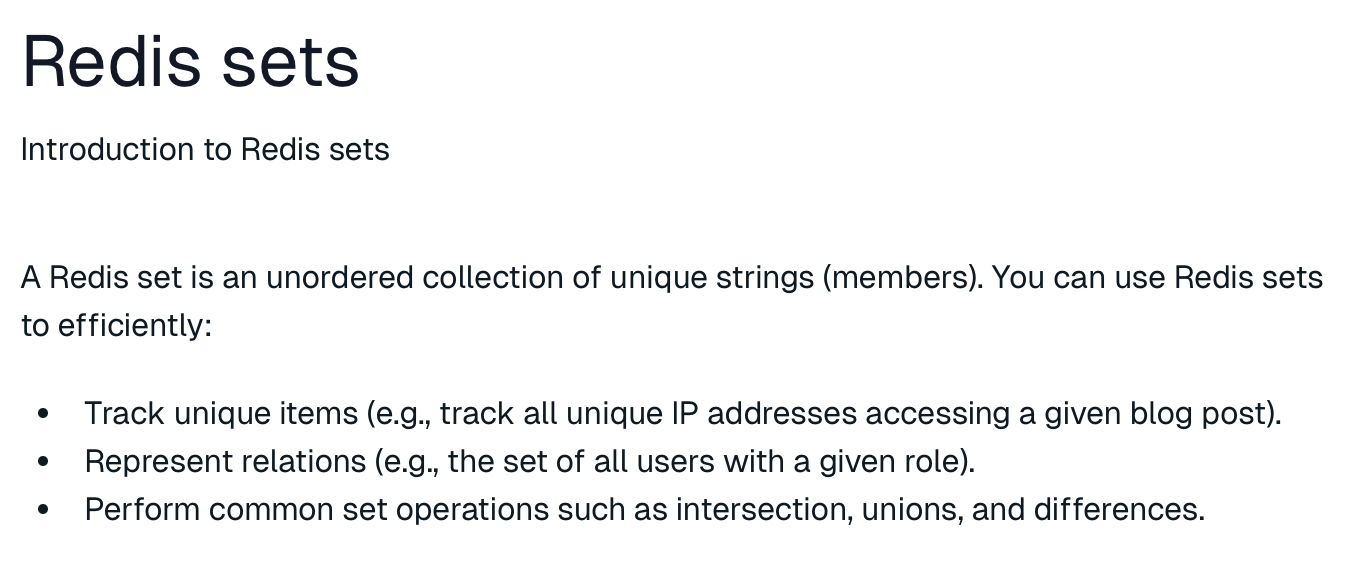 Redis sets
Introduction to Redis sets
A Redis set is an unordered collection of unique strings (members). You can use Redis sets
to efficiently:
• Track unique items (e.g., track all unique IP addresses accessing a given blog post).
• Represent relations (e.g., the set of all users with a given role).
• Perform common set operations such as intersection, unions, and differences.